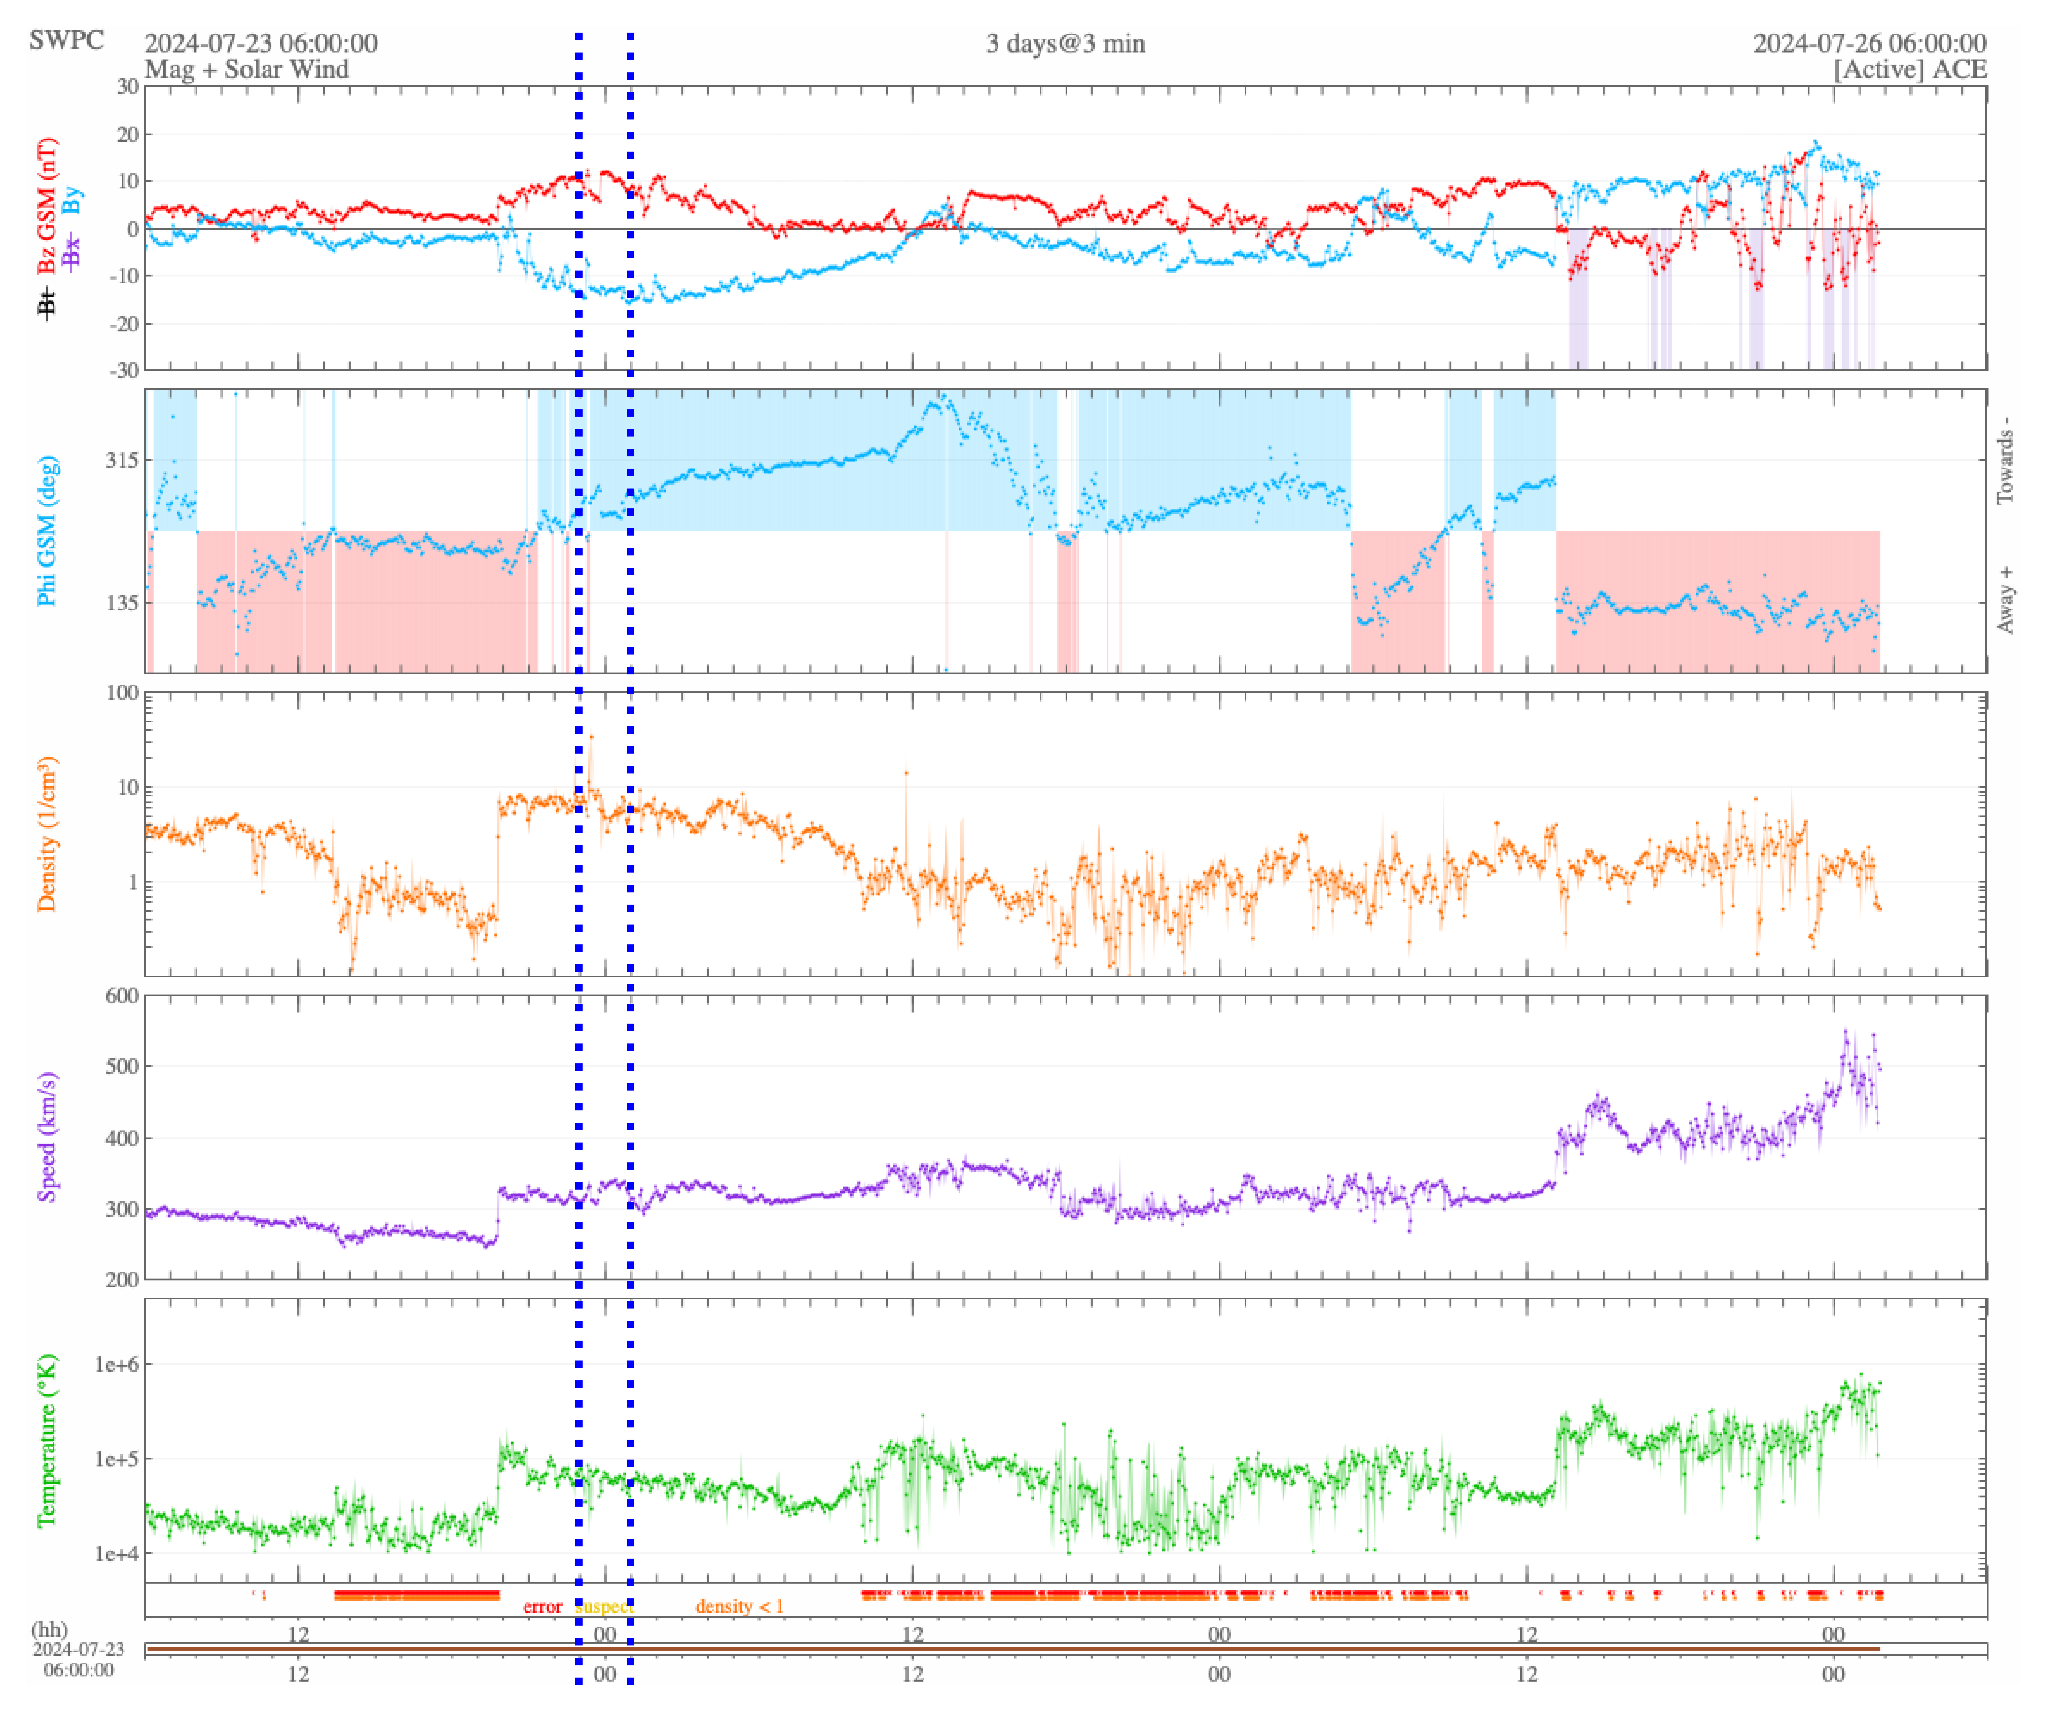 SWPC
2024-07-23 06:00:00
3 days@3 min
2024-07-26 06:00:00
Mag + Solar Wind
[Active] ACE
Bt Bz GSM (nT)
Bx By
30
20
10
0
-10
-20
-30
Phi GSM (deg)
315
135
Towards -
Away +
Density (1/cm³)
100
10
1
Speed (km/s)
600
500
400
300
200
Temperature (°K)
1e+6
1e+5
1e+4
error suspect density < 1
(hh)
12 00 12 00 12 00
2024-07-23
06:00:00
12 00 12 00 12 00